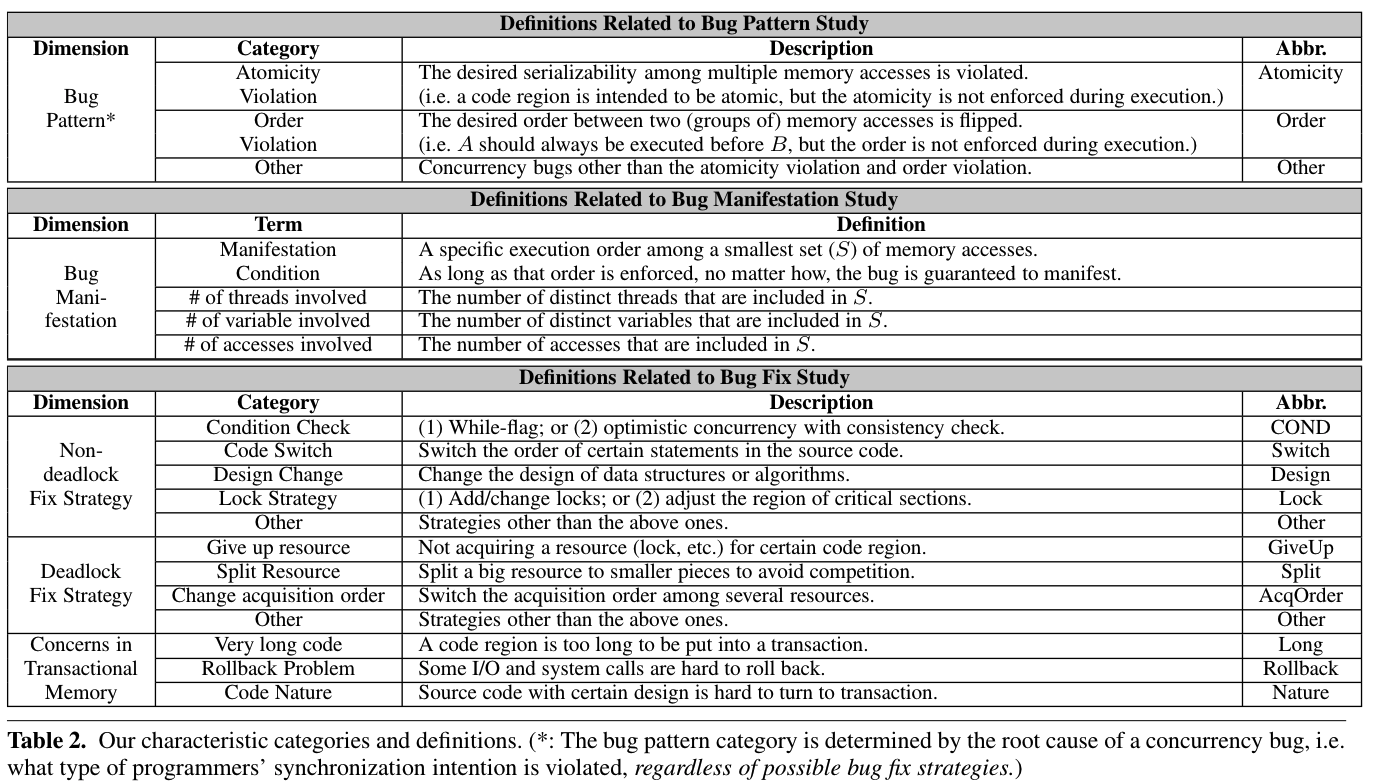 Definitions Related to Bug Pattern Study
Dimension Category Description Abbr.
Bug Pattern* Atomicity Violation The desired serializability among multiple memory accesses is violated. Atomicity
(i.e. a code region is intended to be atomic, but the atomicity is not enforced during execution.)
Order Violation The desired order between two (groups of) memory accesses is flipped. Order
(i.e. A should always be executed before B, but the order is not enforced during execution.)
Other Concurrency bugs other than the atomicity violation and order violation. Other
Definitions Related to Bug Manifestation Study
Dimension Term Definition
Bug Mani-festation Manifestation Condition A specific execution order among a smallest set (S) of memory accesses.
As long as that order is enforced, no matter how, the bug is guaranteed to manifest.
# of threads involved The number of distinct threads that are included in S.
# of variable involved The number of distinct variables that are included in S.
# of accesses involved The number of accesses that are included in S.
Definitions Related to Bug Fix Study
Dimension Category Description Abbr.
Non-deadlock Fix Strategy Condition Check (1) While-flag; or (2) optimistic concurrency with consistency check. COND
Code Switch Switch the order of certain statements in the source code. Switch
Design Change Change the design of data structures or algorithms. Design
Lock Strategy (1) Add/change locks; or (2) adjust the region of critical sections. Lock
Other Strategies other than the above ones. Other
Deadlock Fix Strategy Give up resource Not acquiring a resource (lock, etc.) for certain code region. GiveUp
Split Resource Split a big resource to smaller pieces to avoid competition. Split
Change acquisition order Switch the acquisition order among several resources. AcqOrder
Other Strategies other than the above ones. Other
Concerns in Transactional Memory Very long code A code region is too long to be put into a transaction. Long
Rollback Problem Some I/O and system calls are hard to roll back. Rollback
Code Nature Source code with certain design is hard to turn to transaction. Nature
Table 2. Our characteristic categories and definitions. (*: The bug pattern category is determined by the root cause of a concurrency bug, i.e.
what type of programmers' synchronization intention is violated, regardless of possible bug fix strategies.)